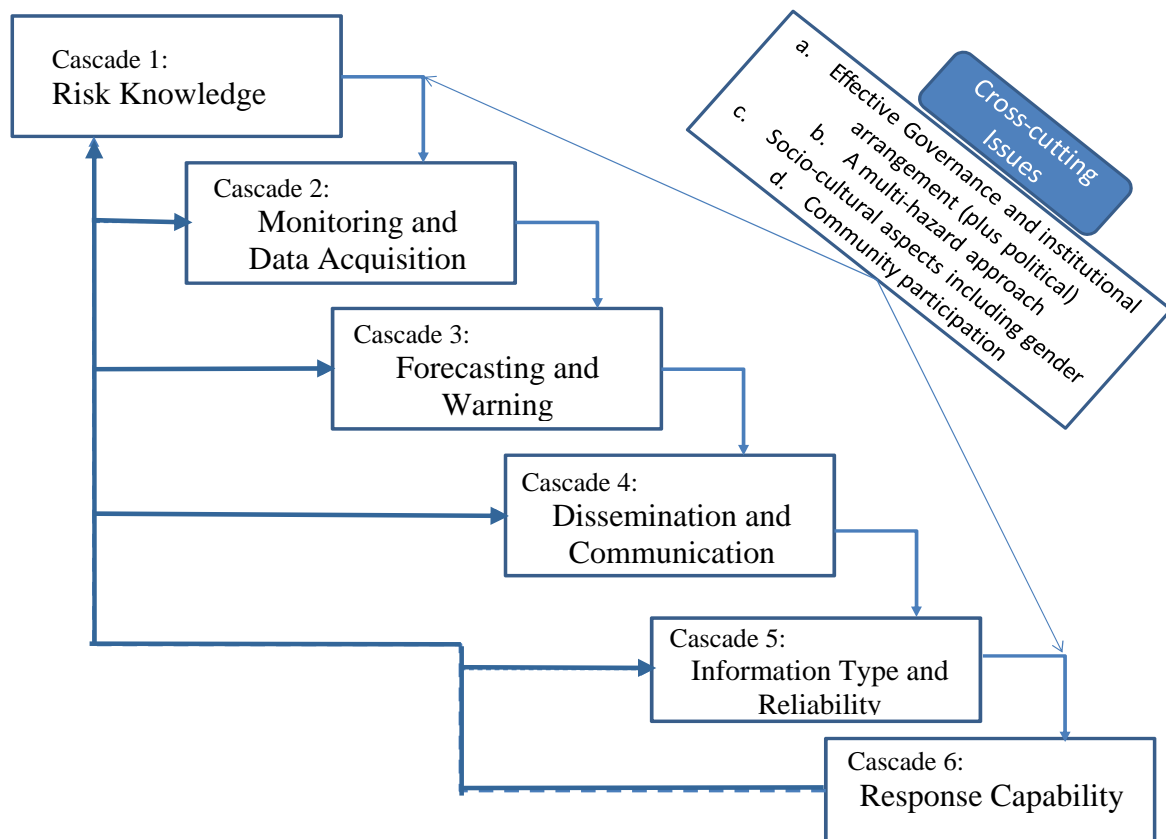 Cascade 1:
Risk Knowledge
Cascade 2:
Monitoring and
Data Acquisition
Cascade 3:
Forecasting and
Warning
Cascade 4:
Dissemination and
Communication
Cascade 5:
Information Type and
Reliability
Cascade 6:
Response Capability
Cross-cutting
Issues
a. Effective Governance and institutional
arrangement (plus political)
b. A multi-hazard approach
c. Socio-cultural aspects including gender
d. Community participation